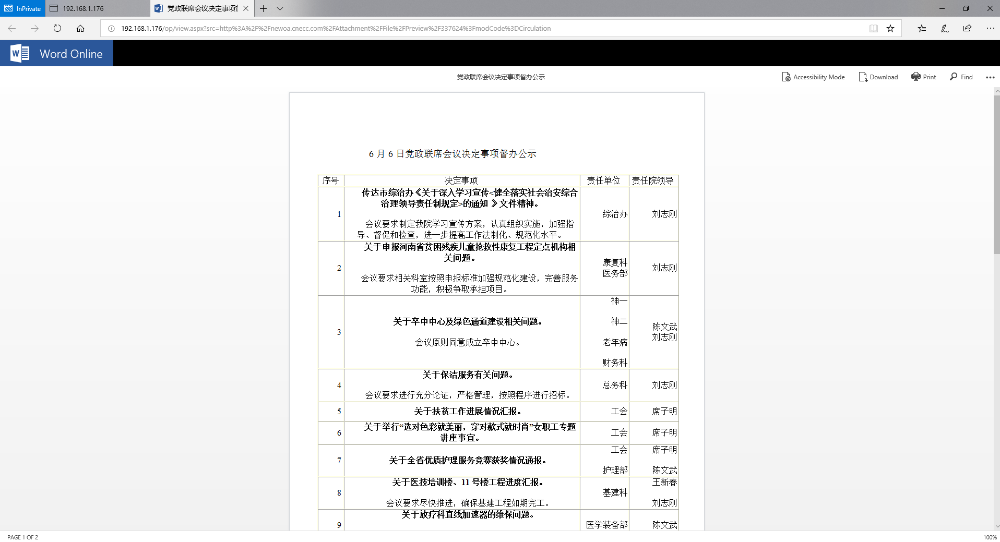 InPrivate
192.168.1.176
党政联席会议决定事项督
192.168.1.176/op/view.aspx?src=http%3A%2F%2Fnewoa.cnecc.com%2FAttachment%2FFile%2FPreview%2F337624%3FmodCode%3DCirculation
Word Online
党政联席会议决定事项督办公示
Accessibility Mode
Download
Print
Find
6 月 6 日党政联席会议决定事项督办公示
序号 决定事项 责任单位 责任院领导
传达市综治办《关于深入学习宣传<健全落实社会治安综合
治理领导责任制规定>的通知 》文件精神。
1 综治办 刘志刚
会议要求制定我院学习宣传方案，认真组织实施，加强指
导、督促和检查，进一步提高工作法制化、规范化水平。
关于申报河南省贫困残疾儿童抢救性康复工程定点机构相
关问题。
康复科
2 刘志刚
医务部
会议要求相关科室按照申报标准加强规范化建设，完善服务
功能，积极争取承担项目。
神一
关于卒中中心及绿色通道建设相关问题。 神二
陈文武
3
刘志刚
会议原则同意成立卒中中心。 老年病
财务科
关于保洁服务有关问题。
4 总务科 刘志刚
会议要求进行充分论证，严格管理，按照程序进行招标。
5 关于扶贫工作进展情况汇报。 工会 席子明
关于举行“选对色彩就美丽，穿对款式就时尚”女职工专题
6 工会 席子明
讲座事宜。
工会 席子明
7 关于全省优质护理服务竞赛获奖情况通报。
护理部 陈文武
关于医技培训楼、11 号楼工程进度汇报。 王新春
8 基建科
会议要求尽快推进，确保基建工程如期完工。 刘志刚
关于放疗科直线加速器的维保问题。
9 医学装备部 陈文武
PAGE 1 OF 2
100%